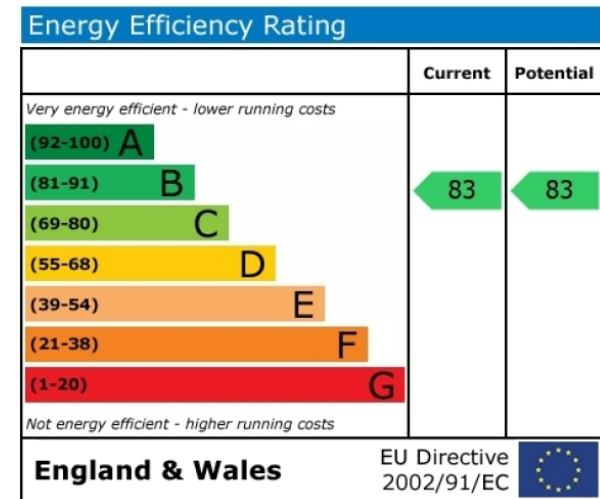 Energy Efficiency Rating
Current Potential
Very energy efficient - lower running costs
(92-100) A
(81-91) B 83 83
(69-80) C
(55-68) D
(39-54) E
(21-38) F
(1-20) G
Not energy efficient - higher running costs
England & Wales
EU Directive
2002/91/EC